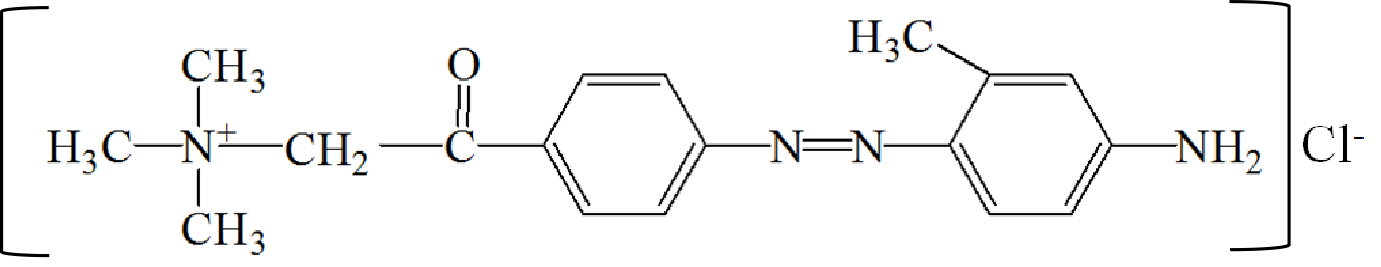 CH₃ O H₃C
H₃C N⁺ CH₂ C N N NH₂ Cl⁻
CH₃